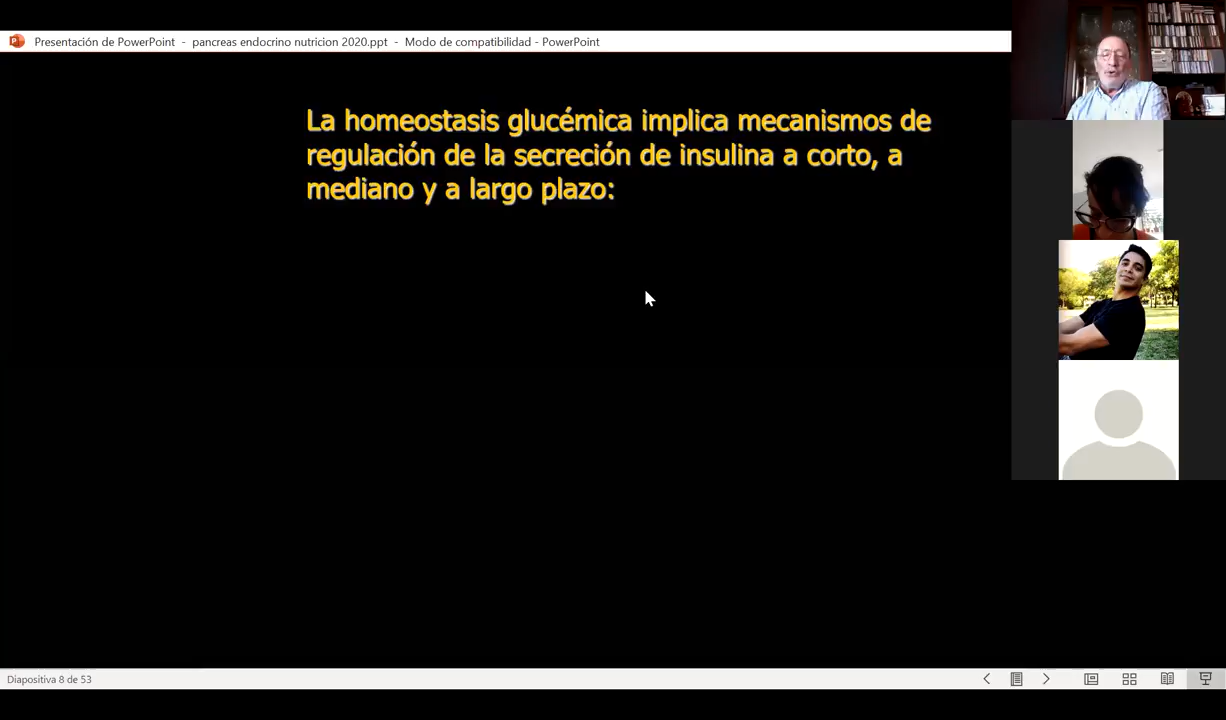 Presentación de PowerPoint - pancreas endocrino nutricion 2020.ppt - Modo de compatibilidad - PowerPoint
La homeostasis glucémica implica mecanismos de
regulación de la secreción de insulina a corto, a
mediano y a largo plazo:
Diapositiva 8 de 53